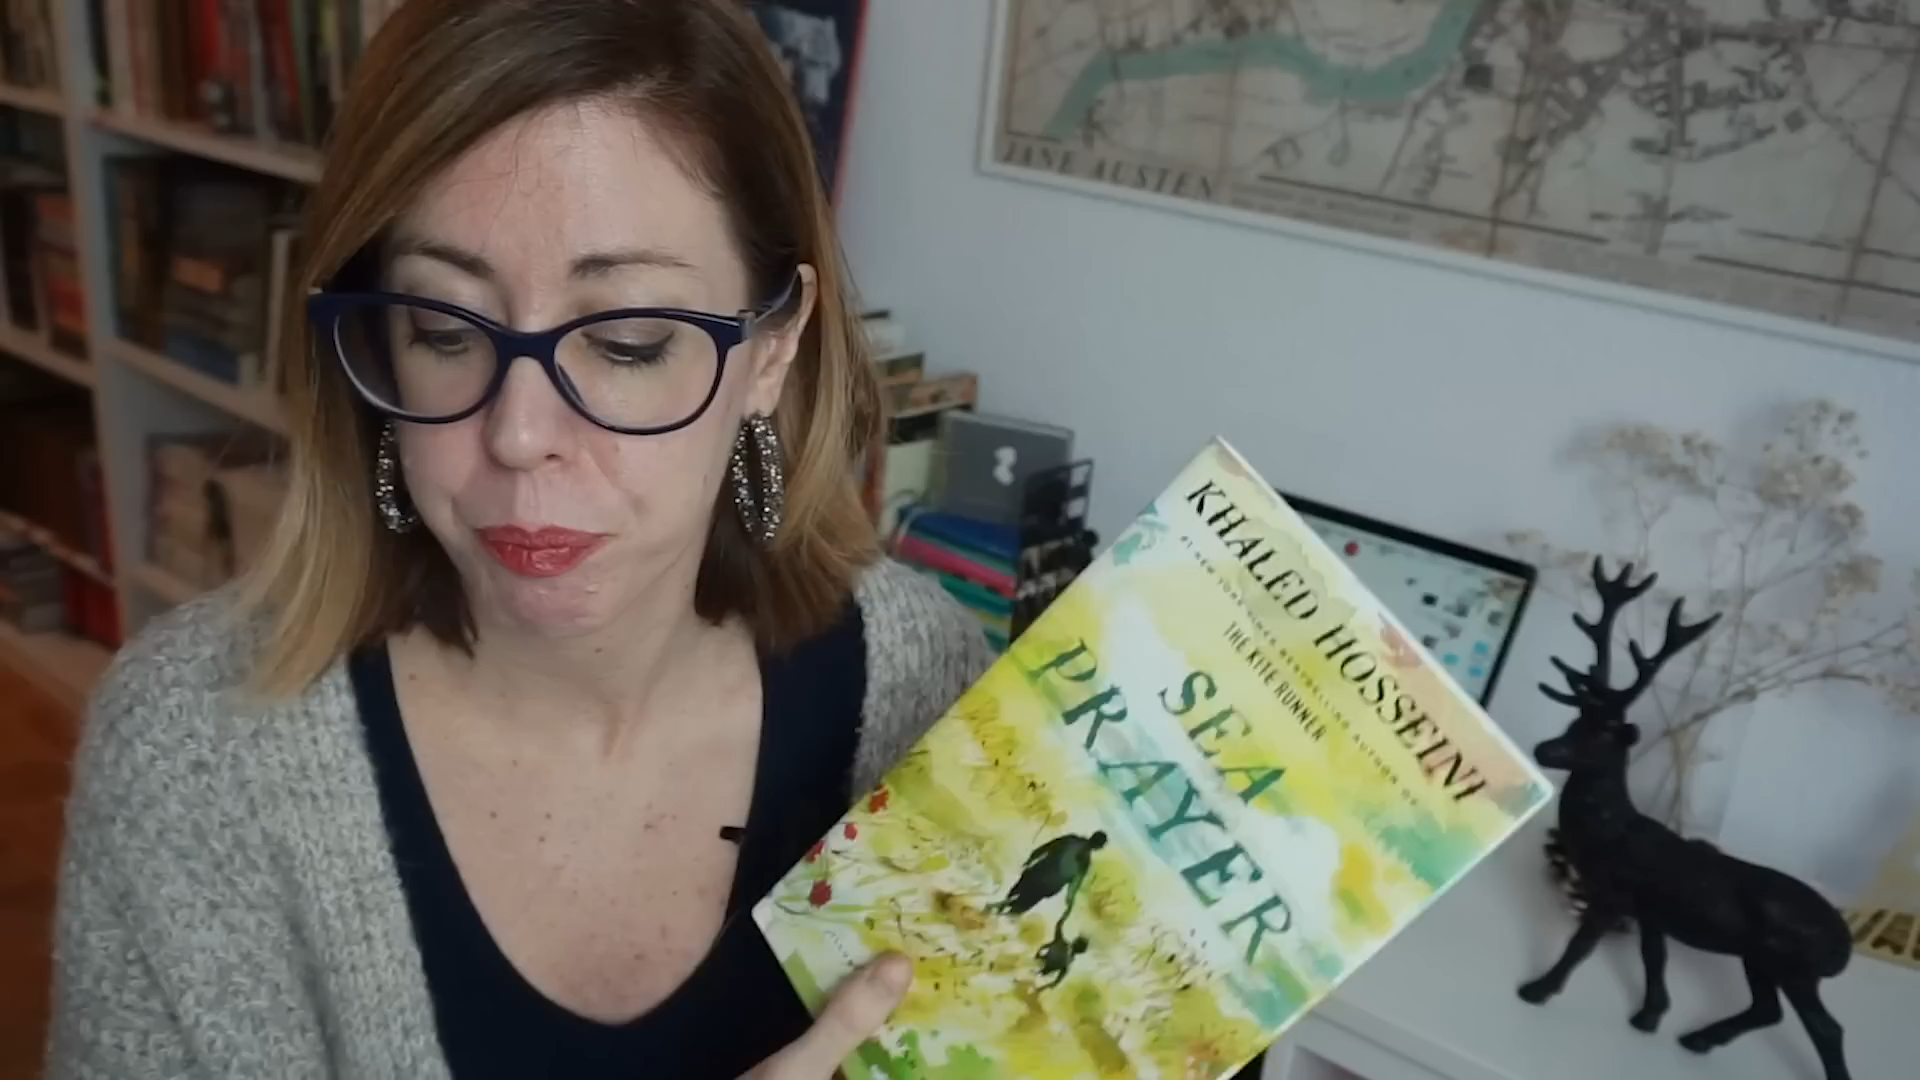 JANE AUSTEN
KHALED HOSSEINI
#1 NEW YORK TIMES BESTSELLING AUTHOR OF
THE KITE RUNNER
SEA
PRAYER